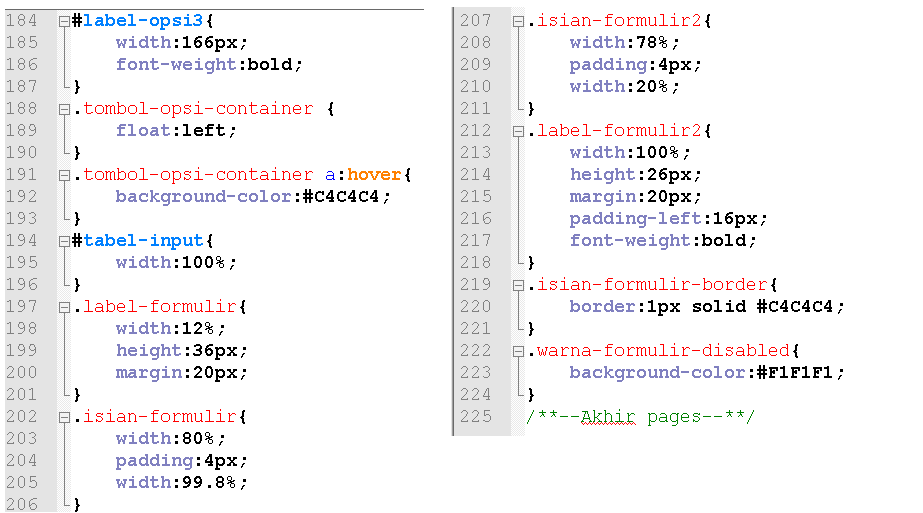 184 #label-opsi3{
185 width:166px;
186 font-weight:bold;
187 }
188 .tombol-opsi-container {
189 float:left;
190 }
191 .tombol-opsi-container a:hover{
192 background-color:#C4C4C4;
193 }
194 #tabel-input{
195 width:100%;
196 }
197 .label-formulir{
198 width:12%;
199 height:36px;
200 margin:20px;
201 }
202 .isian-formulir{
203 width:80%;
204 padding:4px;
205 width:99.8%;
206 }
207 .isian-formulir2{
208 width:78%;
209 padding:4px;
210 width:20%;
211 }
212 .label-formulir2{
213 width:100%;
214 height:26px;
215 margin:20px;
216 padding-left:16px;
217 font-weight:bold;
218 }
219 .isian-formulir-border{
220 border:1px solid #C4C4C4;
221 }
222 .warna-formulir-disabled{
223 background-color:#F1F1F1;
224 }
225 /**--Akhir pages--**/